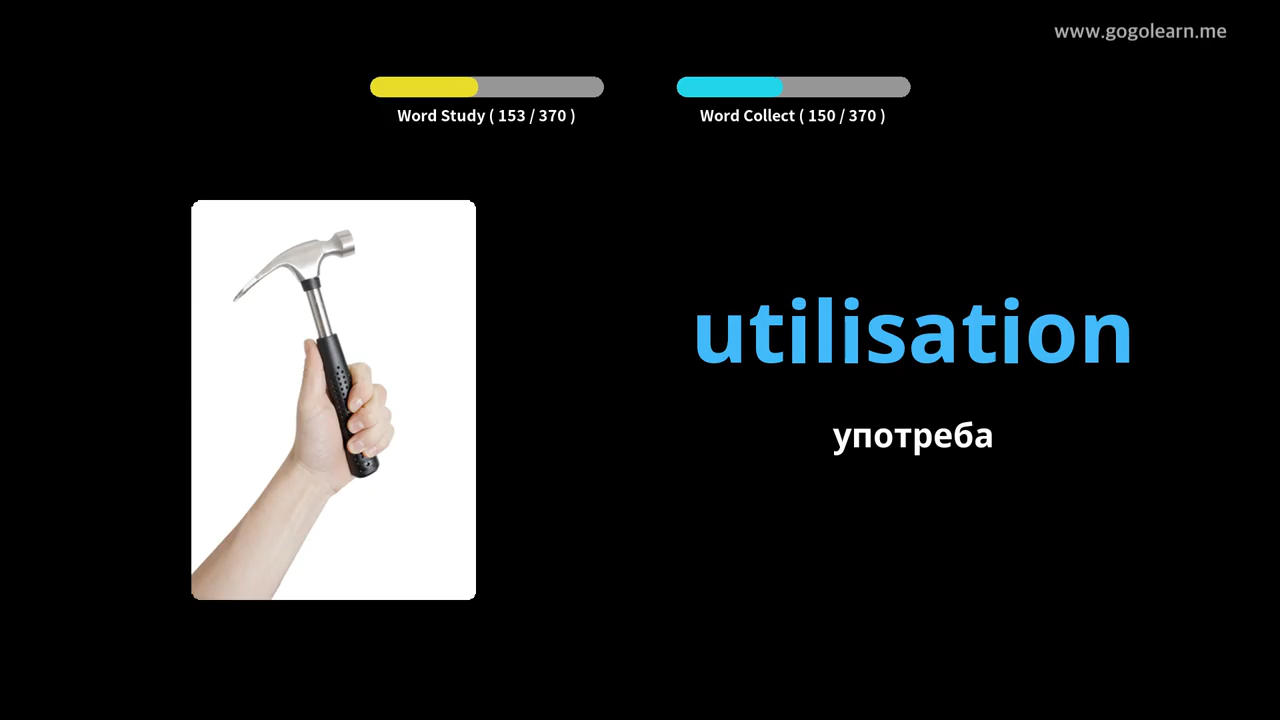 www.gogolearn.me
Word Study ( 153 / 370 )
Word Collect ( 150 / 370 )
utilisation
употреба